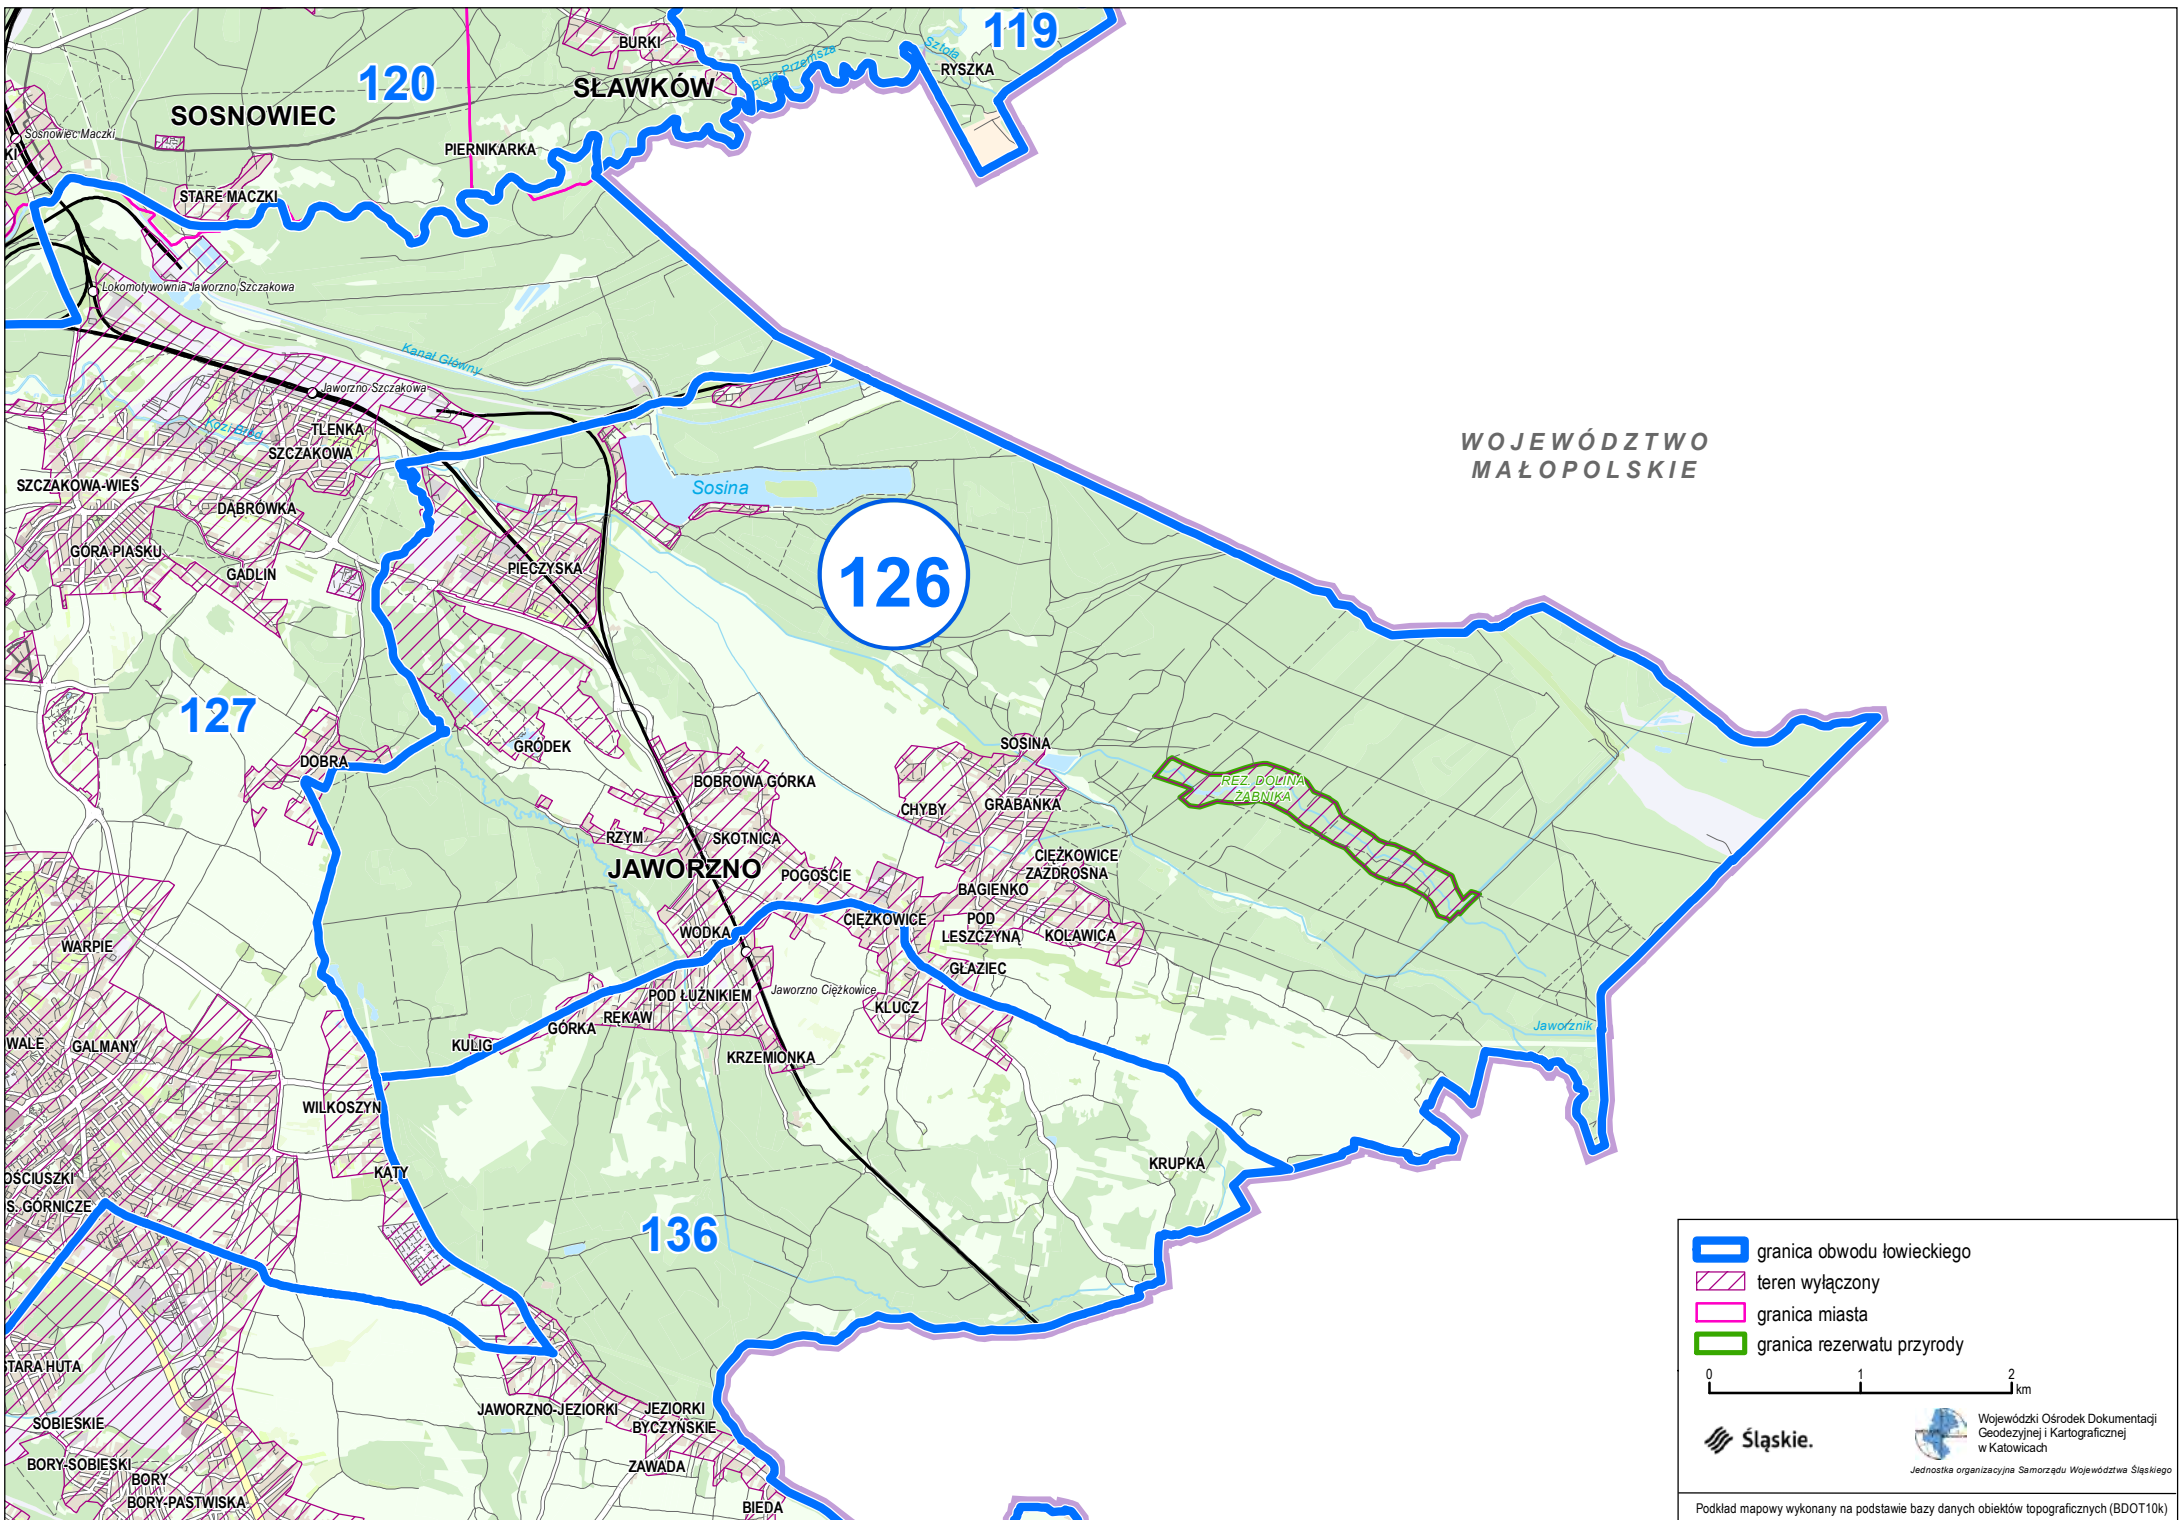 119
BURKI
Sztoła
RYSZKA
120
SŁAWKÓW
Biała Przemsza
SOSNOWIEC
Sosnowiec Maczki
KI
PIERNIKARKA
STARE MACZKI
Lokomotywownia Jaworzno Szczakowa
Kanał Główny
Jaworzno Szczakowa
Kozi Bród
TLENKA
SZCZAKOWA
WOJEWÓDZTWO
MAŁOPOLSKIE
SZCZAKOWA-WIEŚ
Sosina
DĄBRÓWKA
GÓRA PIASKU
GADLIN
PIECZYSKA
126
127
GRÓDEK
DOBRA
SOSINA
BOBROWA GÓRKA
REZ. DOLINA
ŻABNIKA
CHYBY
GRABAŃKA
RZYM
SKOTNICA
JAWORZNO
POGOŚCIE
CIĘŻKOWICE
ZAZDROSNA
BAGIENKO
CIĘŻKOWICE
POD
LESZCZYNĄ
KOLAWICA
WODKA
WARPIE
GŁAZIEC
Jaworzno Ciężkowice
POD ŁUŻNIKIEM
KLUCZ
RĘKAW
GÓRKA
Jaworznik
WALE
GALMANY
KULIG
KRZEMIONKA
WILKOSZYN
KĄTY
KRUPKA
OŚCIUSZKI
S. GÓRNICZE
136
STARA HUTA
JAWORZNO-JEZIORKI
JEZIORKI
BYCZYŃSKIE
SOBIESKIE
BORY-SOBIESKI
BORY
ZAWADA
BORY-PASTWISKA
BIEDA
granica obwodu łowieckiego
teren wyłączony
granica miasta
granica rezerwatu przyrody
0 1 2
km
Śląskie.
Wojewódzki Ośrodek Dokumentacji
Geodezyjnej i Kartograficznej
w Katowicach
Jednostka organizacyjna Samorządu Województwa Śląskiego
Podkład mapowy wykonany na podstawie bazy danych obiektów topograficznych (BDOT10k)